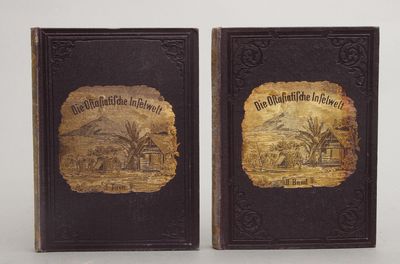 Die Ostasiatische Inselwelt
Die Ostasiatische Inselwelt
II Band